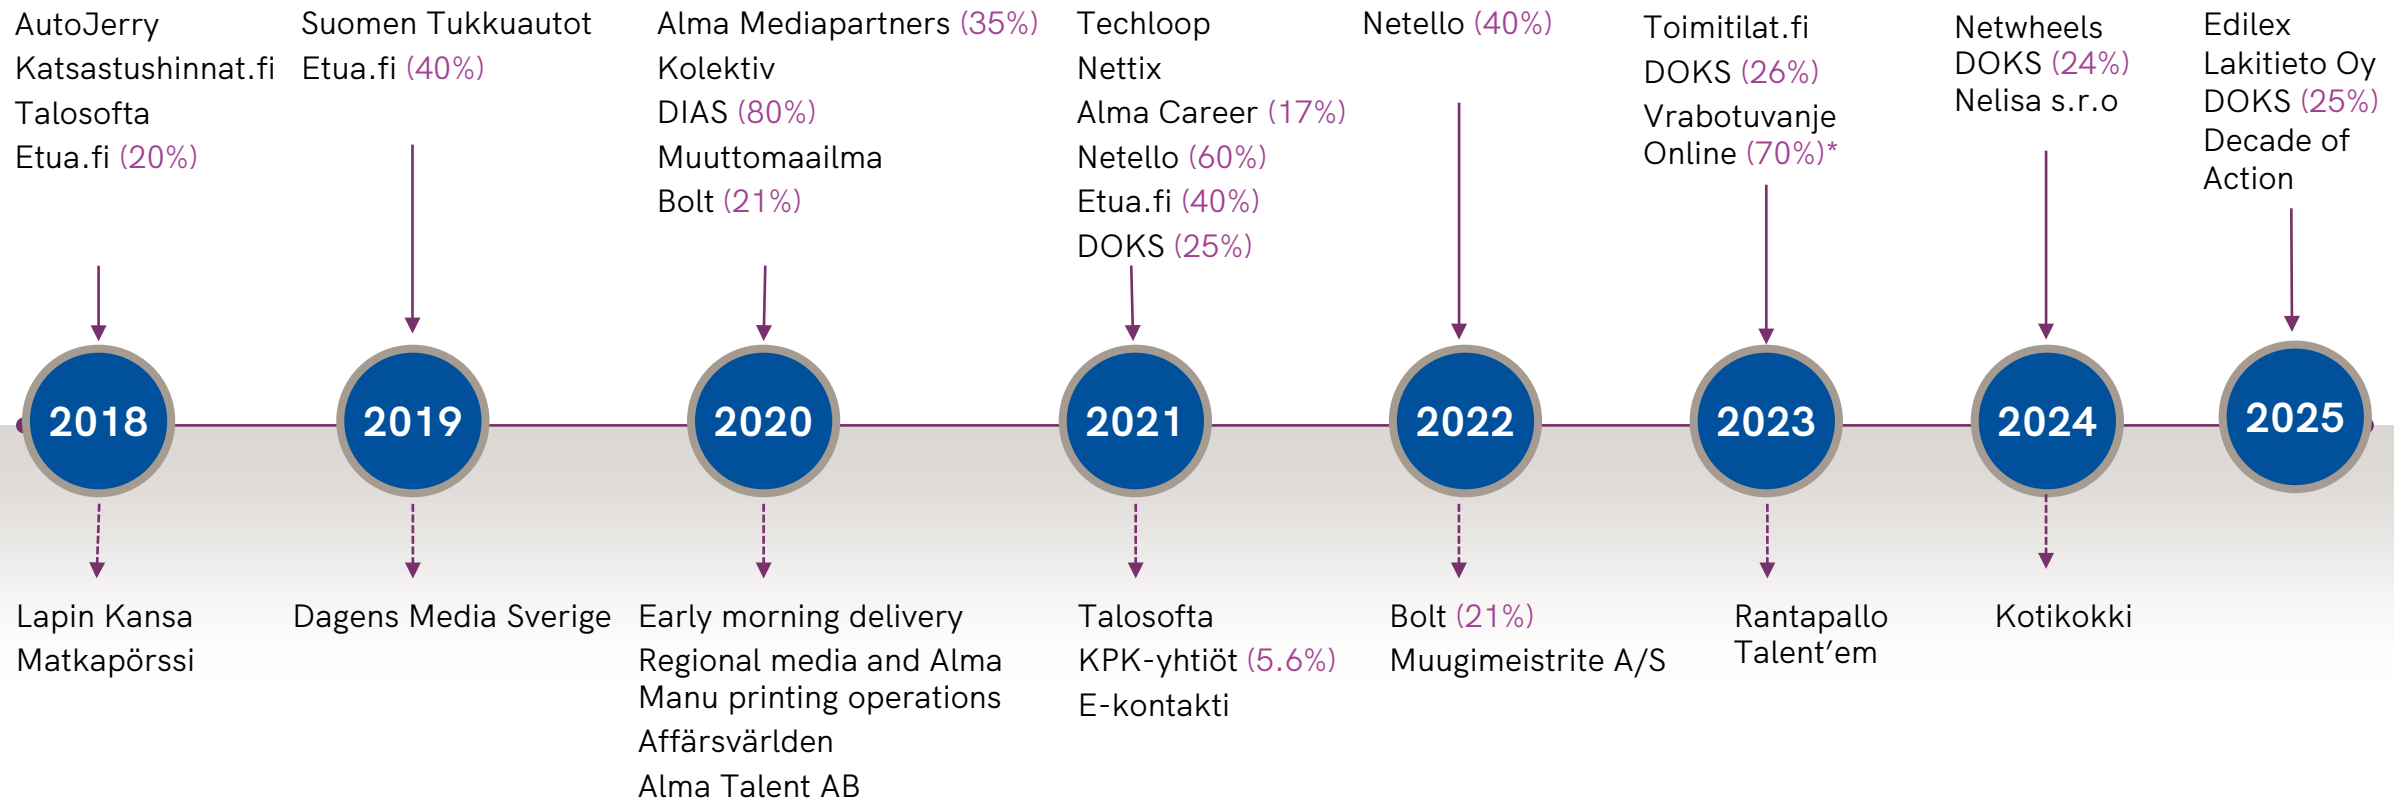 AutoJerry
Katsastushinnat.fi
Talosofta
Etua.fi (20%)
Suomen Tukkuautot
Etua.fi (40%)
Alma Mediapartners (35%)
Kolektiv
DIAS (80%)
Muuttomaailma
Bolt (21%)
Techloop
Nettix
Alma Career (17%)
Netello (60%)
Etua.fi (40%)
DOKS (25%)
Netello (40%)
Toimitilat.fi
DOKS (26%)
Vrabotuvanje
Online (70%)*
Netwheels
DOKS (24%)
Nelisa s.r.o
Edilex
Lakitieto Oy
DOKS (25%)
Decade of
Action
2018
2019
2020
2021
2022
2023
2024
2025
Lapin Kansa
Matkapörssi
Dagens Media Sverige
Early morning delivery
Regional media and Alma
Manu printing operations
Affärsvärlden
Alma Talent AB
Talosofta
KPK-yhtiöt (5.6%)
E-kontakti
Bolt (21%)
Muugimeistrite A/S
Rantapallo
Talent’em
Kotikokki